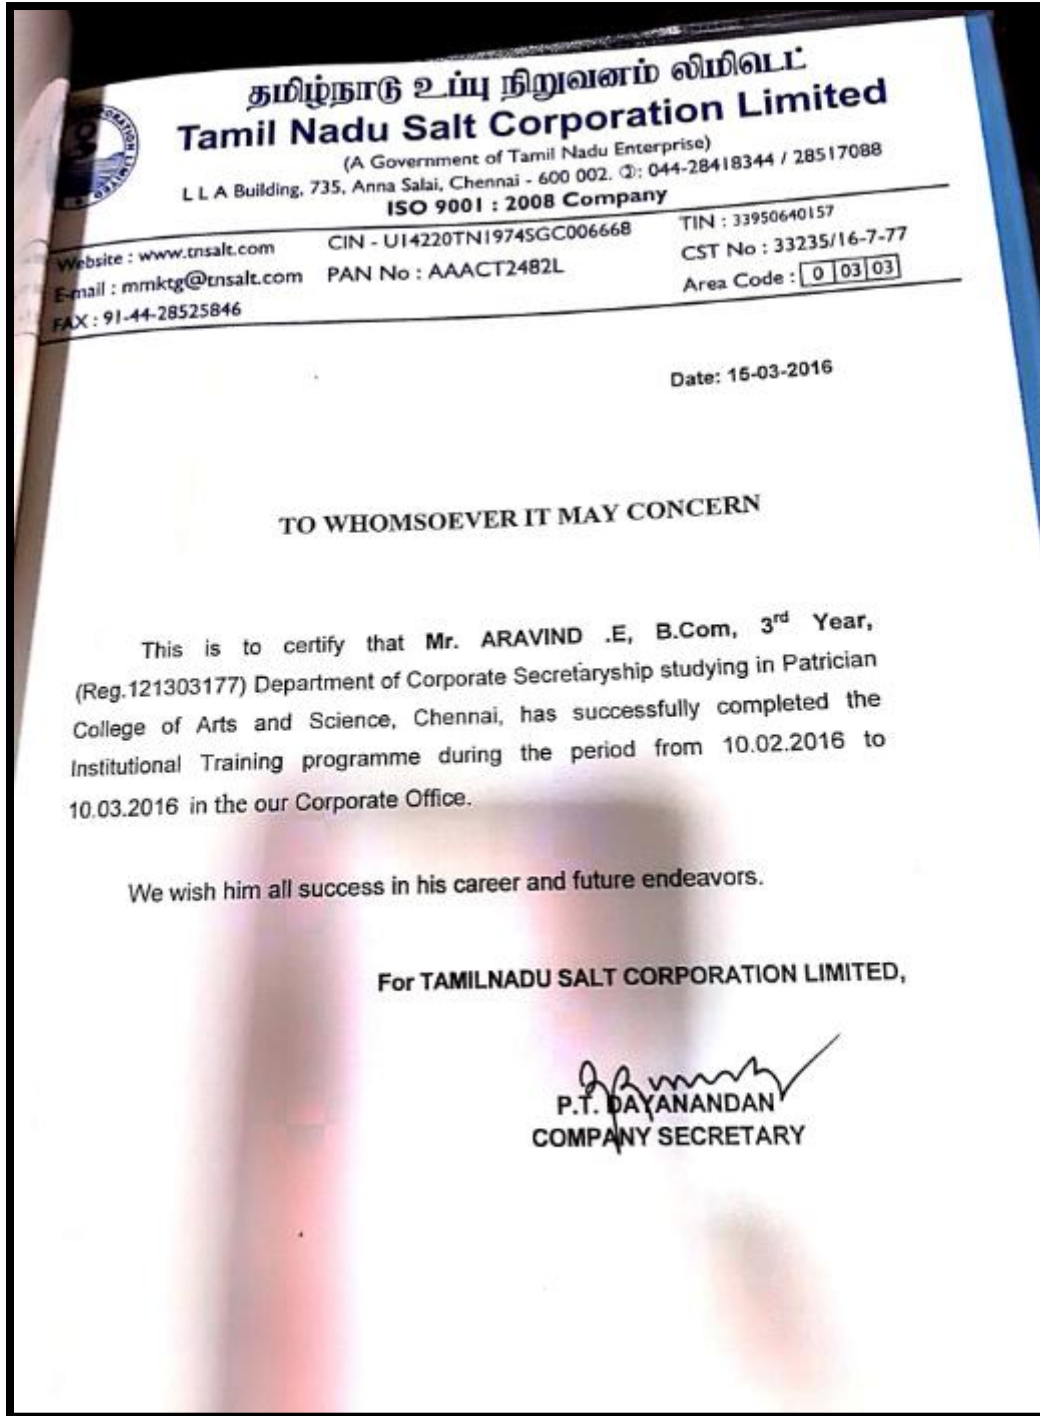 தமிழ்நாடு உப்பு நிறுவனம் லிமிடெட்
Tamil Nadu Salt Corporation Limited
(A Government of Tamil Nadu Enterprise)
L L A Building, 735, Anna Salai, Chennai - 600 002. ✆: 044-28418344 / 28517088
ISO 9001 : 2008 Company
Website : www.tnsalt.com
E-mail : mmktg@tnsalt.com
FAX : 91-44-28525846
CIN - U14220TN1974SGC006668
PAN No : AAACT2482L
TIN : 33950640157
CST No : 33235/16-7-77
Area Code : 0 03 03
Date: 15-03-2016
TO WHOMSOEVER IT MAY CONCERN
This is to certify that Mr. ARAVIND .E, B.Com, 3rd Year,
(Reg.121303177) Department of Corporate Secretaryship studying in Patrician
College of Arts and Science, Chennai, has successfully completed the
Institutional Training programme during the period from 10.02.2016 to
10.03.2016 in the our Corporate Office.
We wish him all success in his career and future endeavors.
For TAMILNADU SALT CORPORATION LIMITED,
P.T. DAYANANDAN
COMPANY SECRETARY